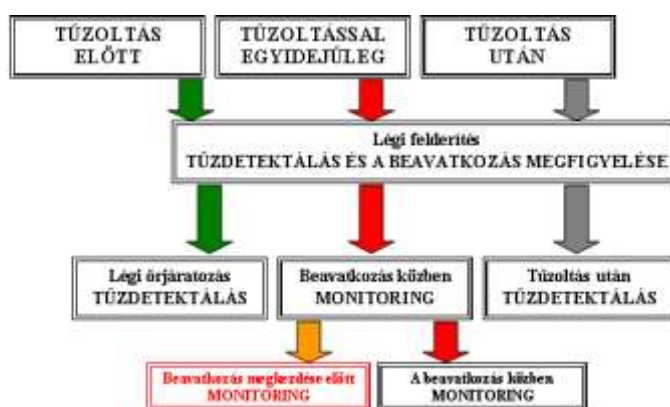 TŰZOLTÁS
ELŐTT
TŰZOLTÁSSAL
EGYIDEJŰLEG
TŰZOLTÁS
UTÁN
Légi felderítés
TŰZDETEKTÁLÁS ÉS A BEAVATKOZÁS MEGFIGYELÉSE
Légi őrjáratozás
TŰZDETEKTÁLÁS
Beavatkozás közben
MONITORING
Tűzoltás után
TŰZDETEKTÁLÁS
Beavatkozás megkezdése előtt
MONITORING
A beavatkozás közben
MONITORING